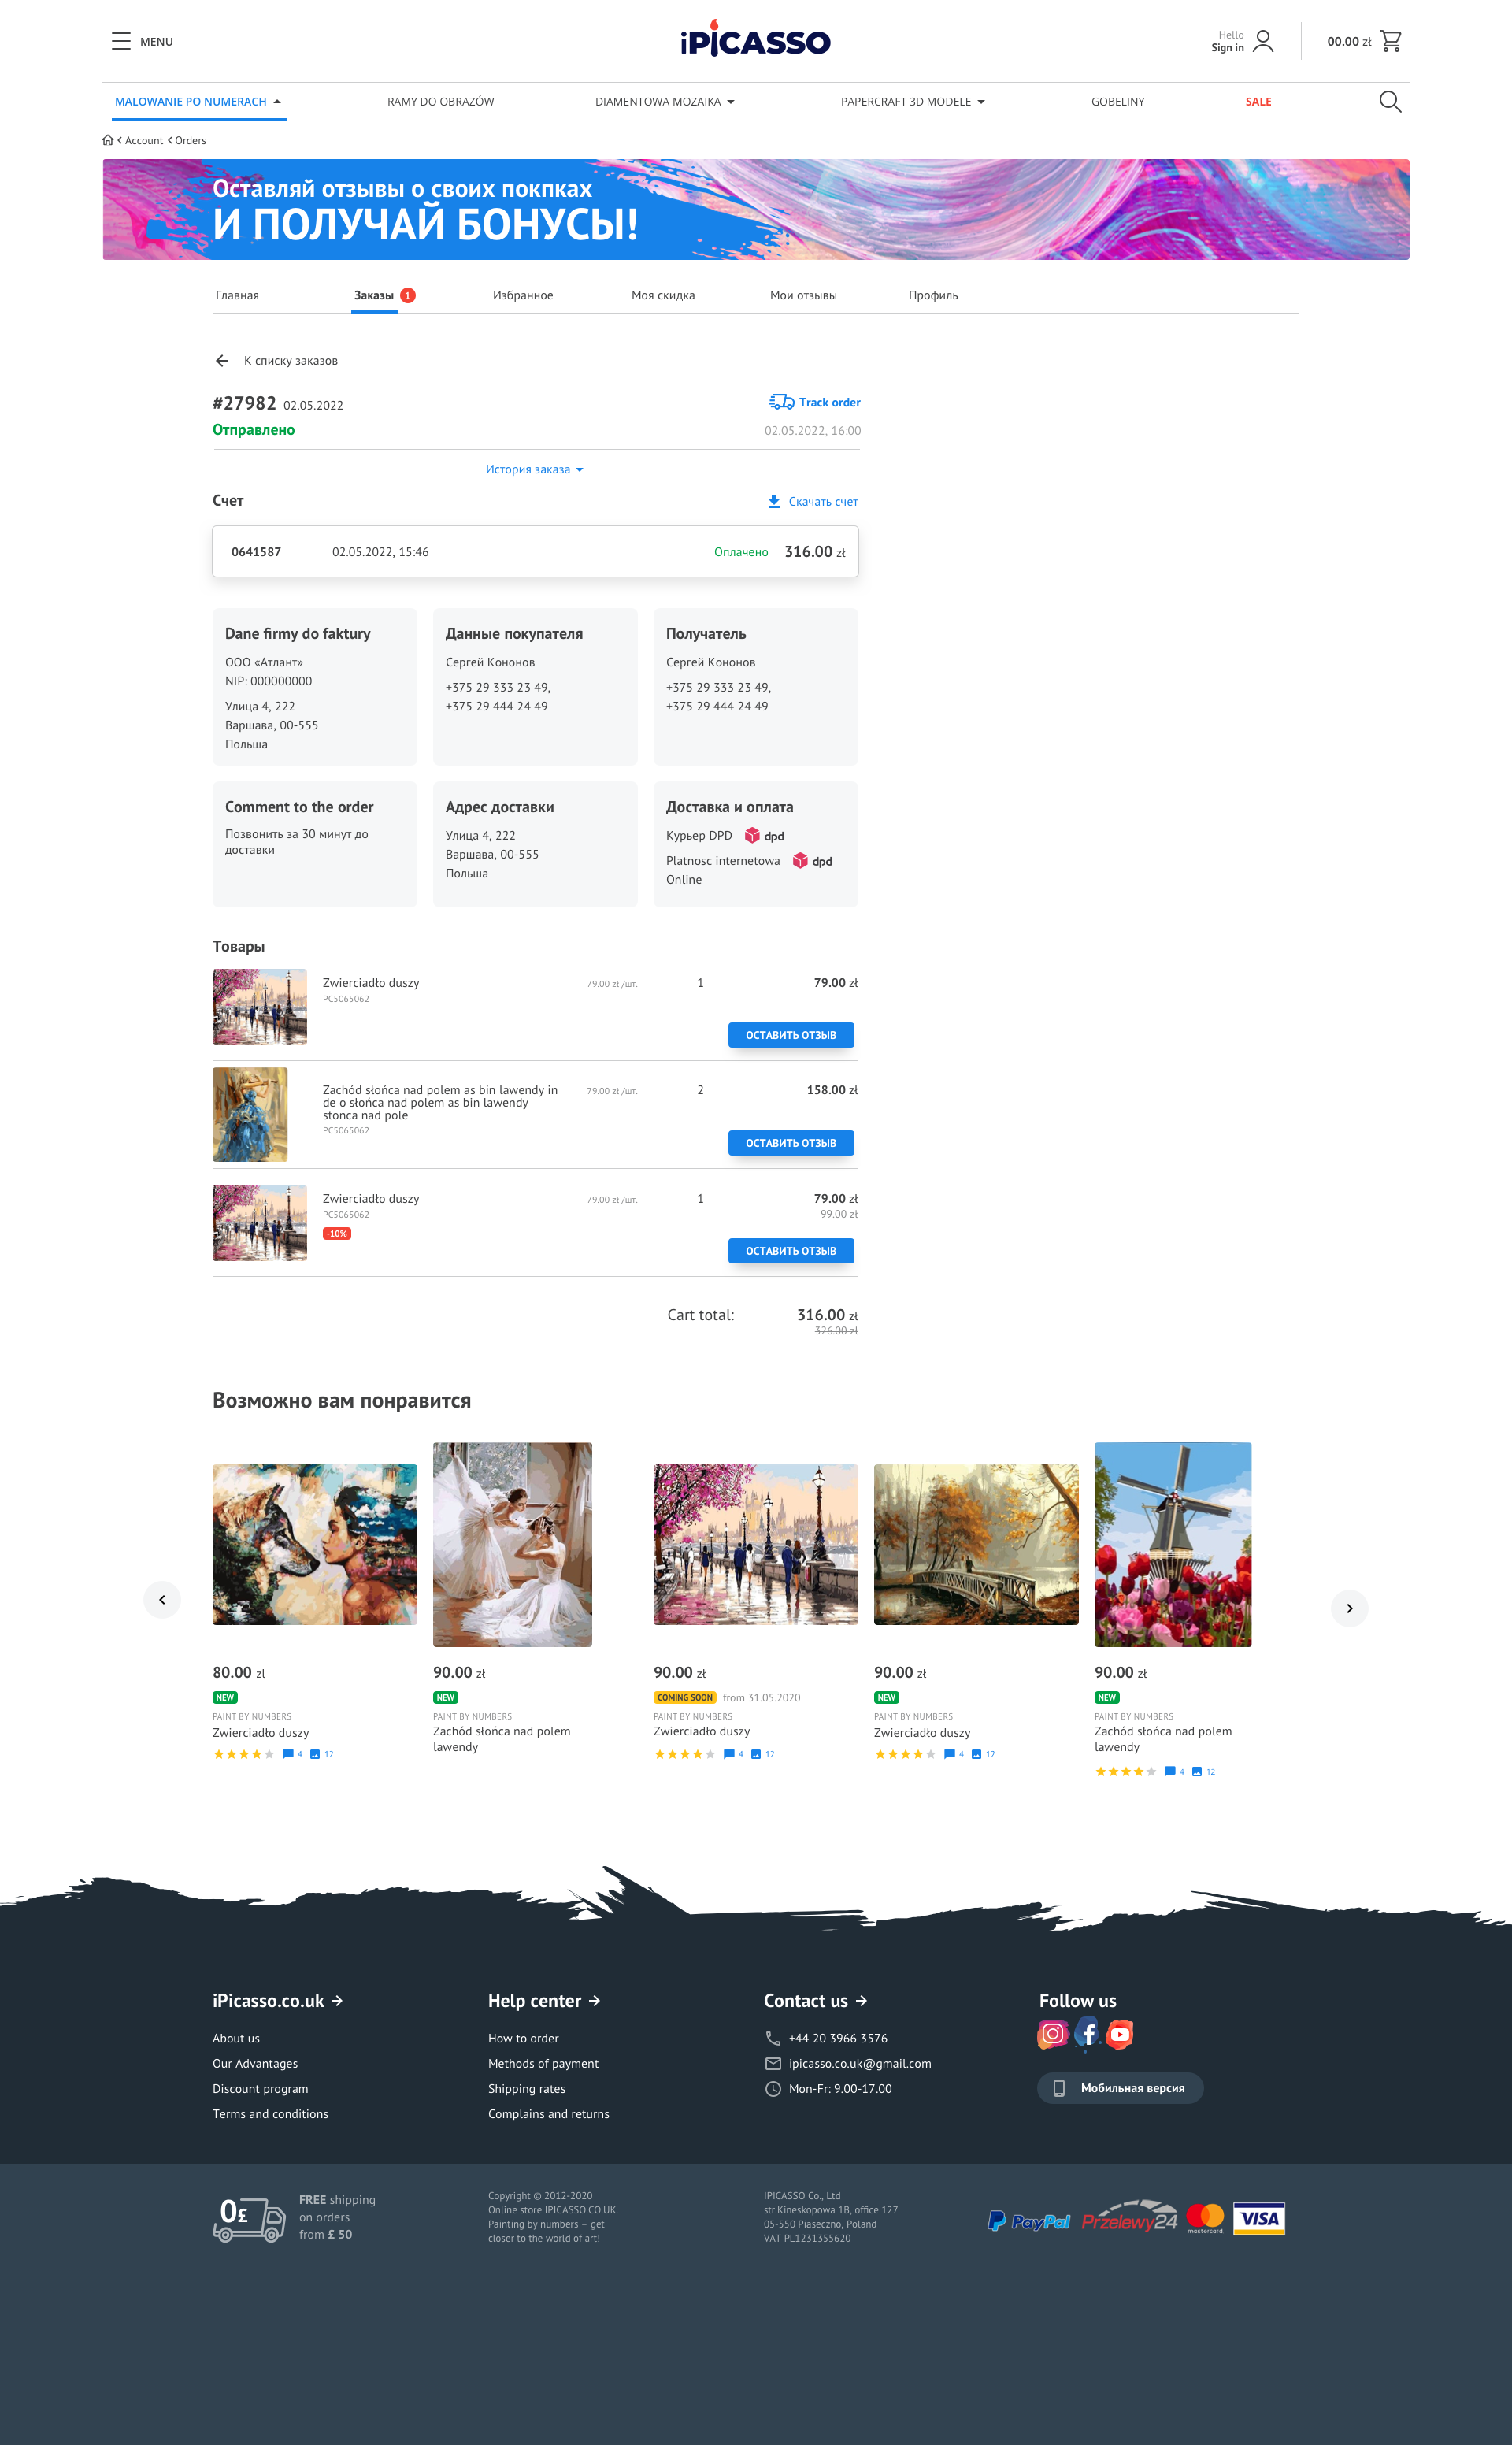 MENU
iPICASSO
Hello
Sign in
00.00 zł
MALOWANIE PO NUMERACH
RAMY DO OBRAZÓW
DIAMENTOWA MOZAIKA
PAPERCRAFT 3D MODELE
GOBELINY
SALE
Account
Orders
Оставляй отзывы о своих покпках
И ПОЛУЧАЙ БОНУСЫ!
Главная
Заказы 1
Избранное
Моя скидка
Мои отзывы
Профиль
К списку заказов
#27982 02.05.2022
Track order
Отправлено
02.05.2022, 16:00
История заказа
Счет
Скачать счет
0641587
02.05.2022, 15:46
Оплачено 316.00 zł
Dane firmy do faktury
ООО «Атлант»
NIP: 000000000
Улица 4, 222
Варшава, 00-555
Польша
Данные покупателя
Сергей Кононов
+375 29 333 23 49,
+375 29 444 24 49
Получатель
Сергей Кононов
+375 29 333 23 49,
+375 29 444 24 49
Comment to the order
Позвонить за 30 минут до
доставки
Адрес доставки
Улица 4, 222
Варшава, 00-555
Польша
Доставка и оплата
Курьер DPD dpd
Platnosc internetowa dpd
Online
Товары
Zwierciadło duszy
PC5065062
79.00 zł /шт.
1
79.00 zł
ОСТАВИТЬ ОТЗЫВ
Zachód słońca nad polem as bin lawendy in
de o słońca nad polem as bin lawendy
stonca nad pole
PC5065062
79.00 zł /шт.
2
158.00 zł
ОСТАВИТЬ ОТЗЫВ
Zwierciadło duszy
PC5065062
-10%
79.00 zł /шт.
1
79.00 zł
99.00 zł
ОСТАВИТЬ ОТЗЫВ
Cart total: 316.00 zł
326.00 zł
Возможно вам понравится
80.00 zl
NEW
PAINT BY NUMBERS
Zwierciadło duszy
4 12
90.00 zł
NEW
PAINT BY NUMBERS
Zachód słońca nad polem
lawendy
90.00 zł
COMING SOON from 31.05.2020
PAINT BY NUMBERS
Zwierciadło duszy
4 12
90.00 zł
NEW
PAINT BY NUMBERS
Zwierciadło duszy
4 12
90.00 zł
NEW
PAINT BY NUMBERS
Zachód słońca nad polem
lawendy
4 12
iPicasso.co.uk
About us
Our Advantages
Discount program
Terms and conditions
Help center
How to order
Methods of payment
Shipping rates
Complains and returns
Contact us
+44 20 3966 3576
ipicasso.co.uk@gmail.com
Mon-Fr: 9.00-17.00
Follow us
Мобильная версия
0£
FREE shipping
on orders
from £ 50
Copyright © 2012-2020
Online store IPICASSO.CO.UK.
Painting by numbers – get
closer to the world of art!
IPICASSO Co., Ltd
str.Kineskopowa 1B, office 127
05-550 Piaseczno, Poland
VAT PL1231355620
PayPal
Przelewy24
mastercard
VISA